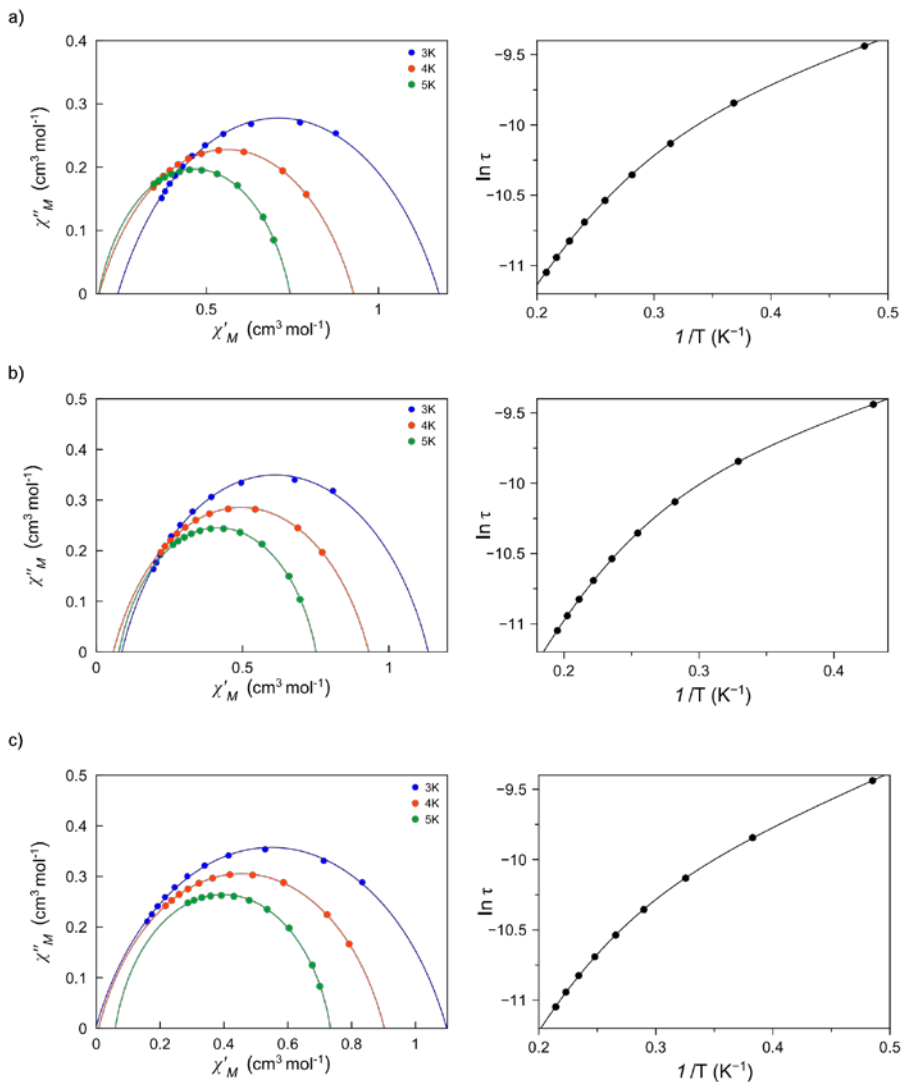 a)
0.4
0.3
0.2
0.1
0
χ″M (cm³ mol⁻¹)
3K
4K
5K
0.5
1
χ′M (cm³ mol⁻¹)
−9.5
−10
−10.5
−11
ln τ
0.2
0.3
0.4
0.5
1/T (K⁻¹)
b)
0.5
0.4
0.3
0.2
0.1
0
χ″M (cm³ mol⁻¹)
3K
4K
5K
0
0.5
1
χ′M (cm³ mol⁻¹)
−9.5
−10
−10.5
−11
ln τ
0.2
0.3
0.4
1/T (K⁻¹)
c)
0.5
0.4
0.3
0.2
0.1
0
χ″M (cm³ mol⁻¹)
3K
4K
5K
0
0.2
0.4
0.6
0.8
1
χ′M (cm³ mol⁻¹)
−9.5
−10
−10.5
−11
ln τ
0.2
0.3
0.4
0.5
1/T (K⁻¹)